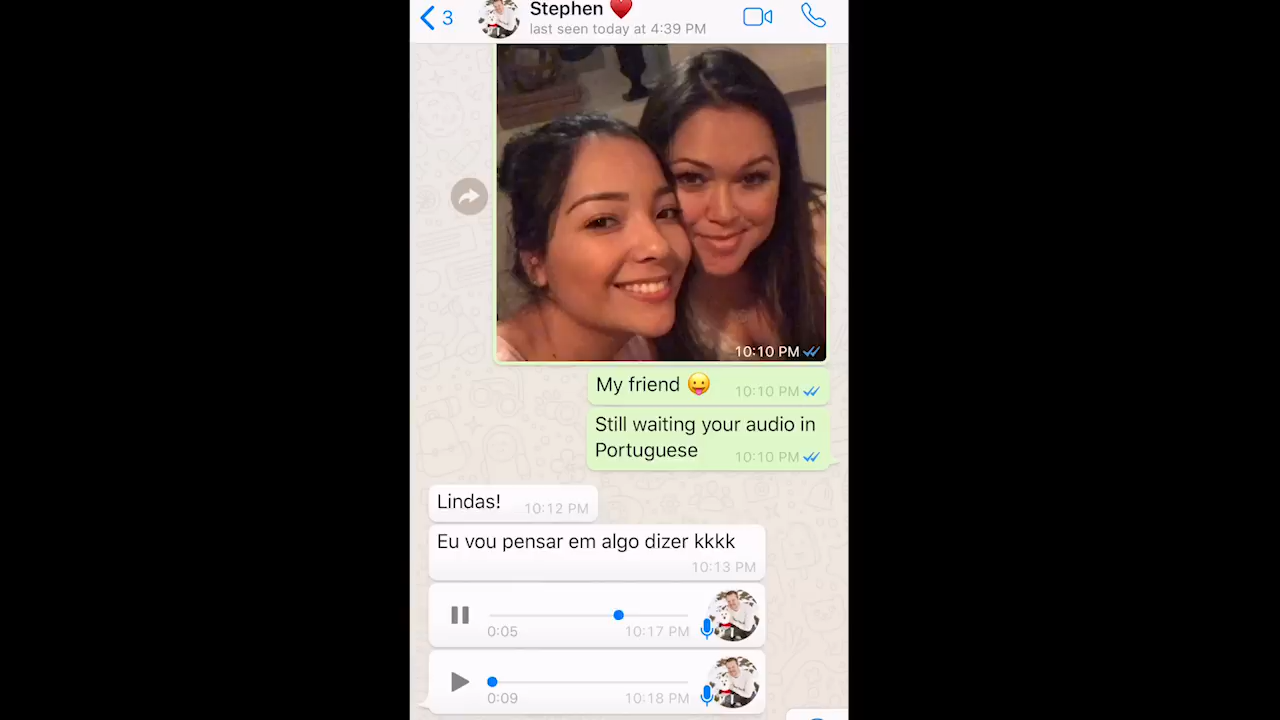 3
Stephen ❤️
last seen today at 4:39 PM
10:10 PM
My friend 😛
10:10 PM
Still waiting your audio in
Portuguese
10:10 PM
Lindas!
10:12 PM
Eu vou pensar em algo dizer kkkk
10:13 PM
0:05
10:17 PM
0:09
10:18 PM